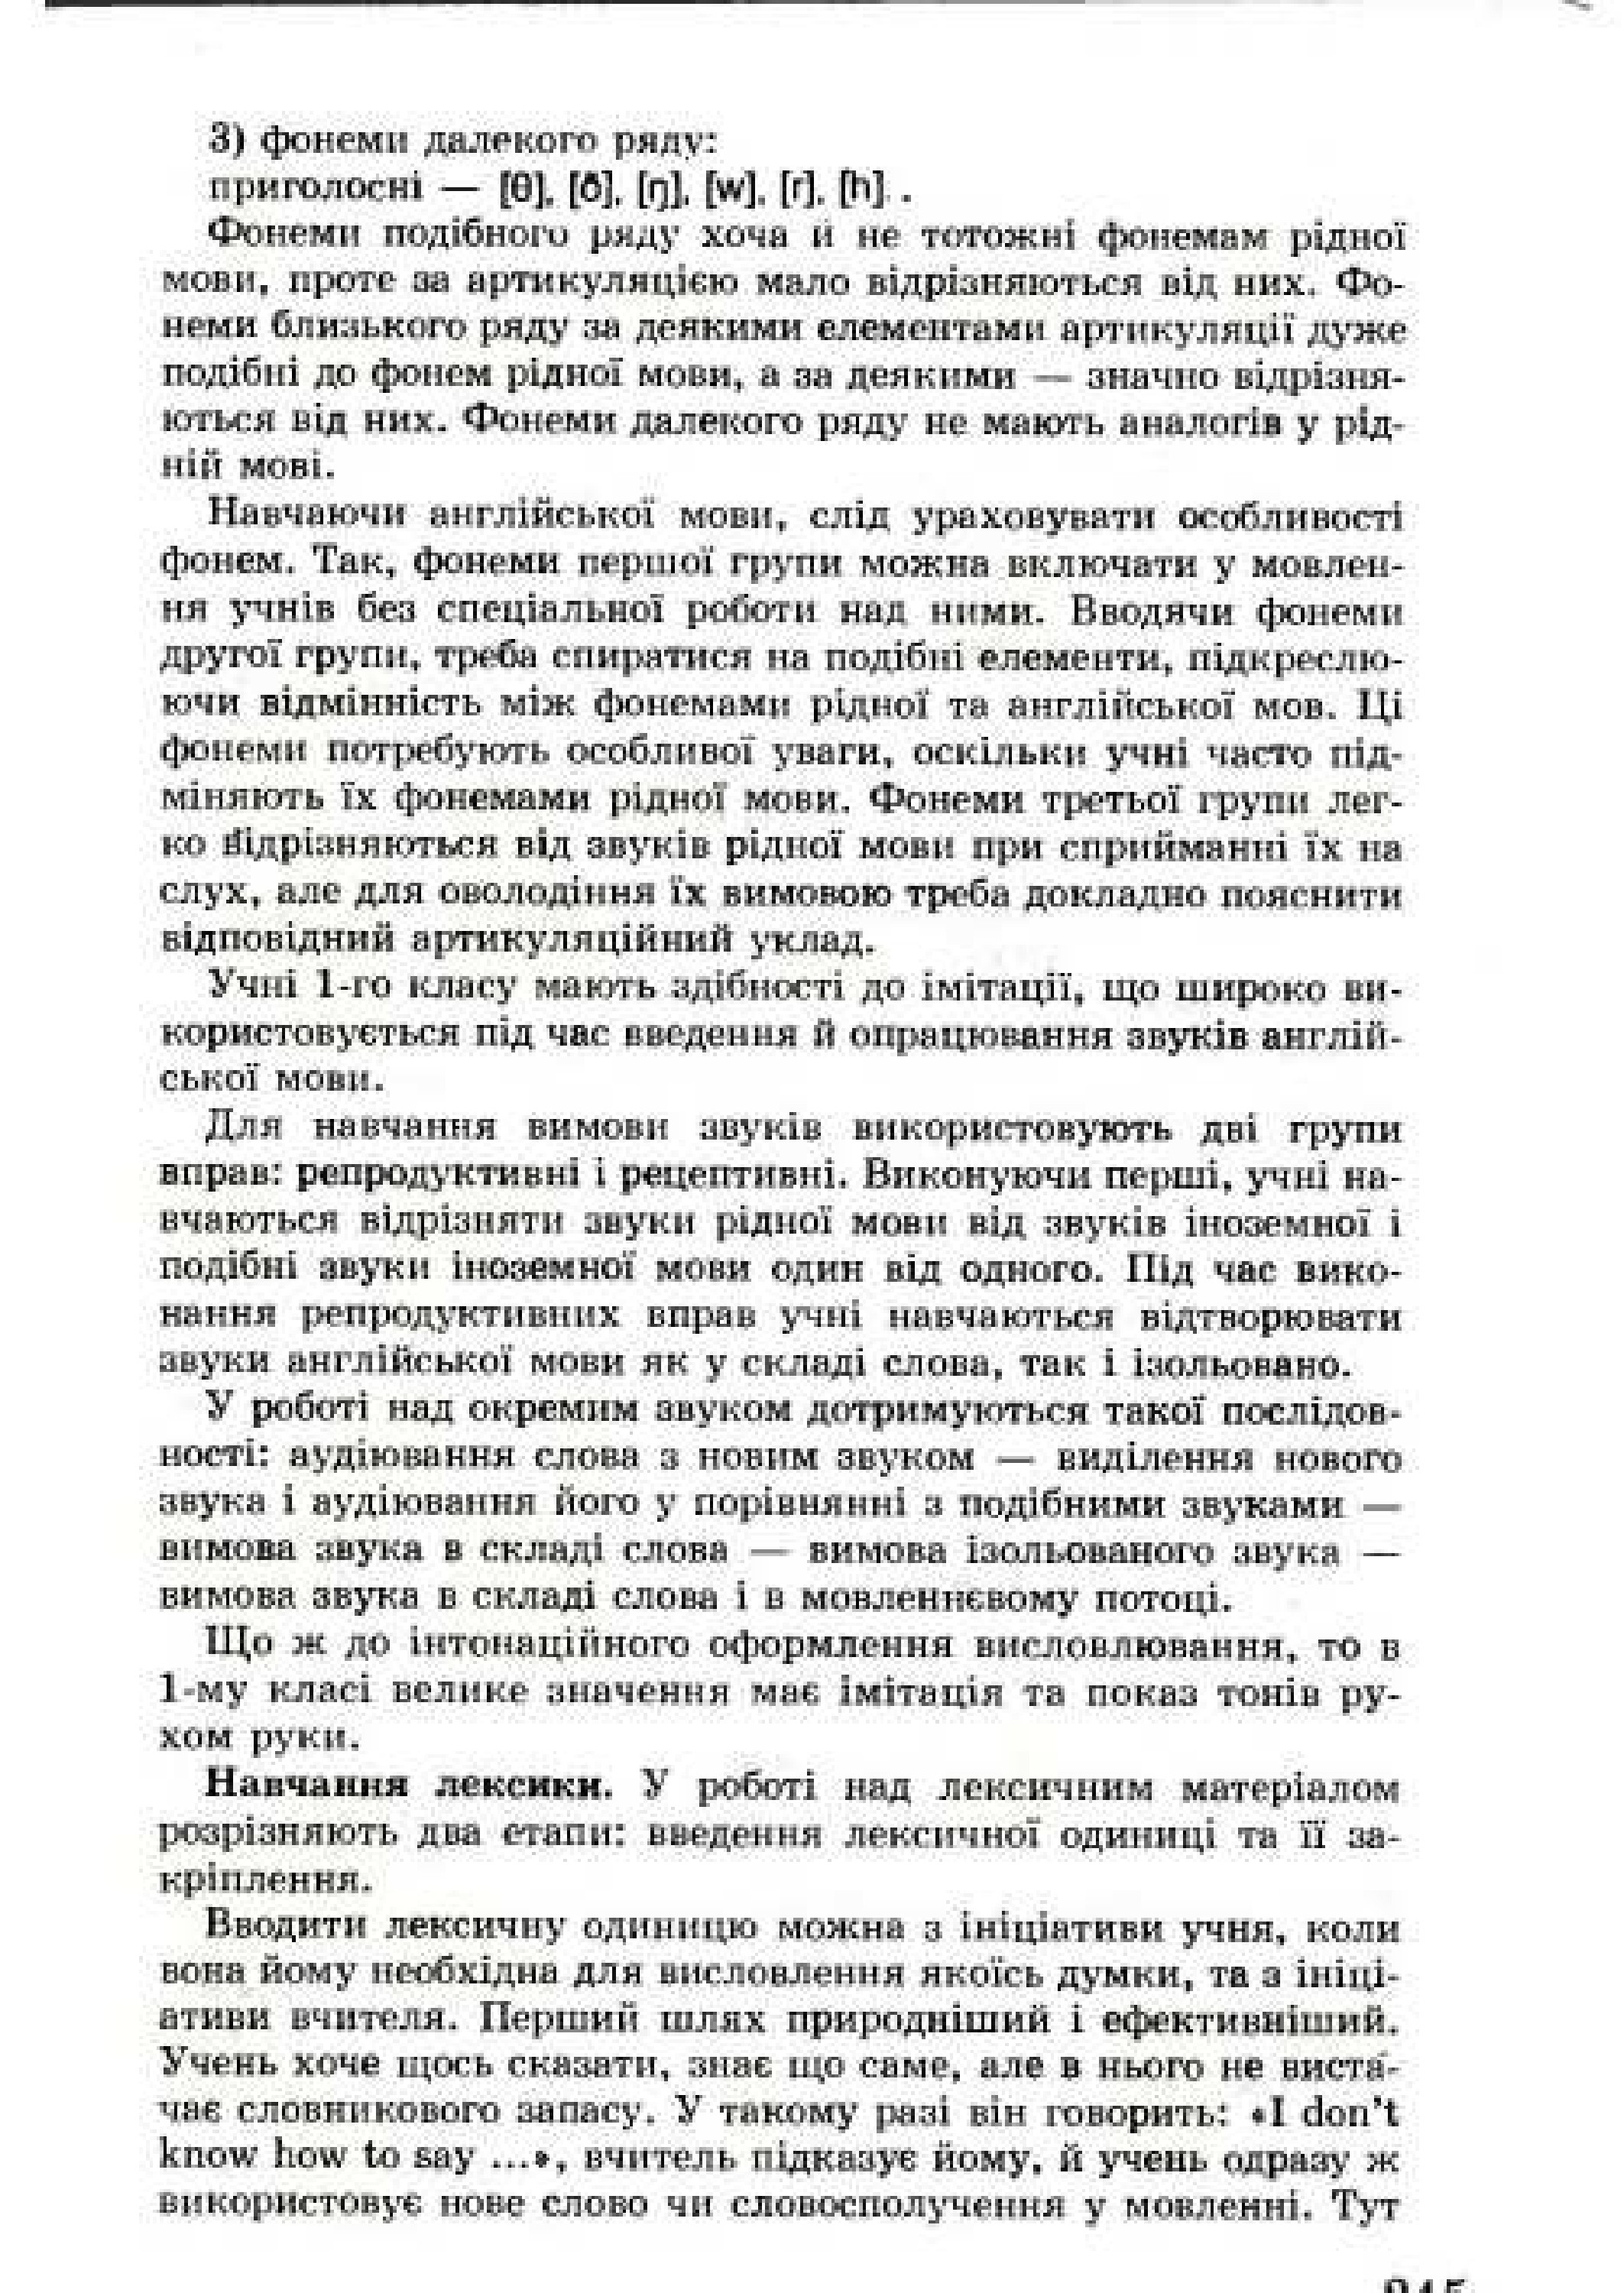 3) фонеми далекого ряду:
приголосні — [θ], [ð], [ŋ], [w], [r], [h] .
Фонеми подібного ряду хоча й не тотожні фонемам рідної
мови, проте за артикуляцією мало відрізняються від них. Фо-
неми близького ряду за деякими елементами артикуляції дуже
подібні до фонем рідної мови, а за деякими — значно відрізня-
ються від них. Фонеми далекого ряду не мають аналогів у рід-
ній мові.
Навчаючи англійської мови, слід ураховувати особливості
фонем. Так, фонеми першої групи можна включати у мовлен-
ня учнів без спеціальної роботи над ними. Вводячи фонеми
другої групи, треба спиратися на подібні елементи, підкреслю-
ючи відмінність між фонемами рідної та англійської мов. Ці
фонеми потребують особливої уваги, оскільки учні часто під-
міняють їх фонемами рідної мови. Фонеми третьої групи лег-
ко відрізняються від звуків рідної мови при сприйманні їх на
слух, але для оволодіння їх вимовою треба докладно пояснити
відповідний артикуляційний уклад.
Учні 1-го класу мають здібності до імітації, що широко ви-
користовується під час введення й опрацювання звуків англій-
ської мови.
Для навчання вимови звуків використовують дві групи
вправ: репродуктивні і рецептивні. Виконуючи перші, учні на-
вчаються відрізняти звуки рідної мови від звуків іноземної і
подібні звуки іноземної мови один від одного. Під час вико-
нання репродуктивних вправ учні навчаються відтворювати
звуки англійської мови як у складі слова, так і ізольовано.
У роботі над окремим звуком дотримуються такої послідов-
ності: аудіювання слова з новим звуком — виділення нового
звука і аудіювання його у порівнянні з подібними звуками —
вимова звука в складі слова — вимова ізольованого звука —
вимова звука в складі слова і в мовленнєвому потоці.
Що ж до інтонаційного оформлення висловлювання, то в
1-му класі велике значення має імітація та показ тонів ру-
хом руки.
Навчання лексики. У роботі над лексичним матеріалом
розрізняють два етапи: введення лексичної одиниці та її за-
кріплення.
Вводити лексичну одиницю можна з ініціативи учня, коли
вона йому необхідна для висловлення якоїсь думки, та з ініці-
ативи вчителя. Перший шлях природніший і ефективніший.
Учень хоче щось сказати, знає що саме, але в нього не виста-
чає словникового запасу. У такому разі він говорить: «I don't
know how to say ...», вчитель підказує йому, й учень одразу ж
використовує нове слово чи словосполучення у мовленні. Тут